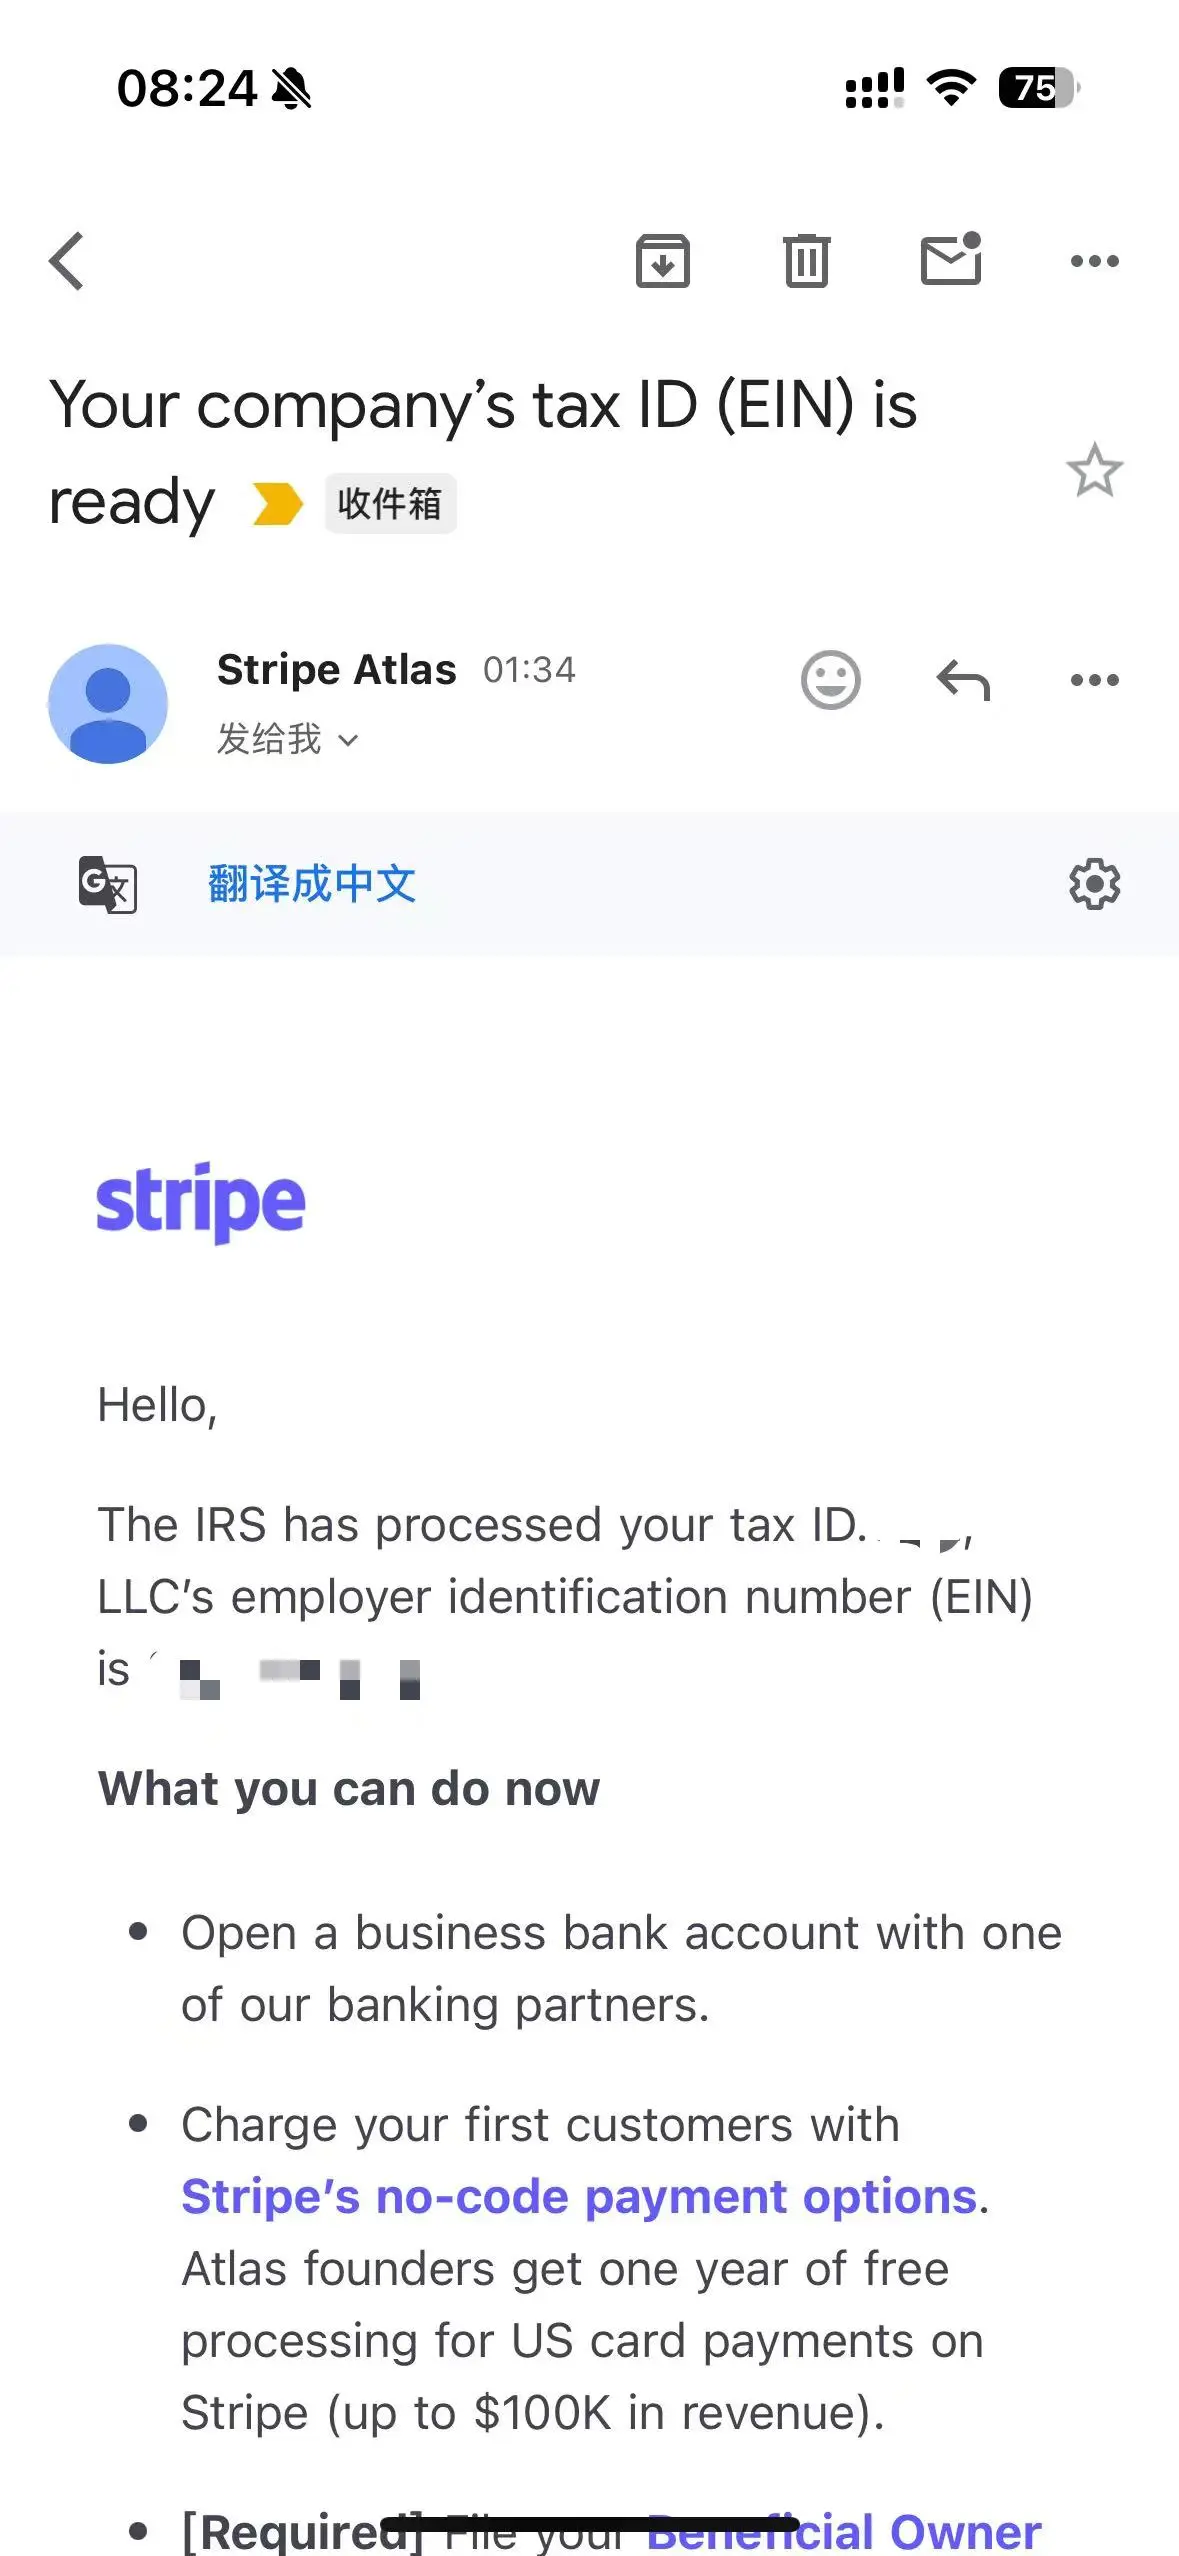 08:24
75
Your company’s tax ID (EIN) is
ready 收件箱
Stripe Atlas 01:34
发给我
G文
翻译成中文
stripe
Hello,
The IRS has processed your tax ID. ,
LLC’s employer identification number (EIN)
is
What you can do now
• Open a business bank account with one
of our banking partners.
• Charge your first customers with
Stripe’s no-code payment options.
Atlas founders get one year of free
processing for US card payments on
Stripe (up to $100K in revenue).
• [Required] File your Beneficial Owner